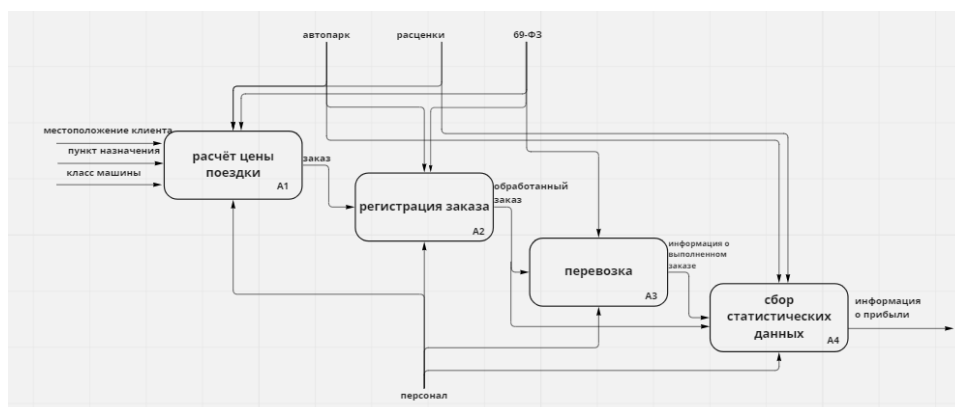 автопарк
расценки
69-ФЗ
местоположение клиента
пункт назначения
класс машины
расчёт цены
поездки
A1
заказ
регистрация заказа
A2
обработанный
заказ
перевозка
A3
информация о
выполненном
заказе
сбор
статистических
данных
A4
информация
о прибыли
персонал